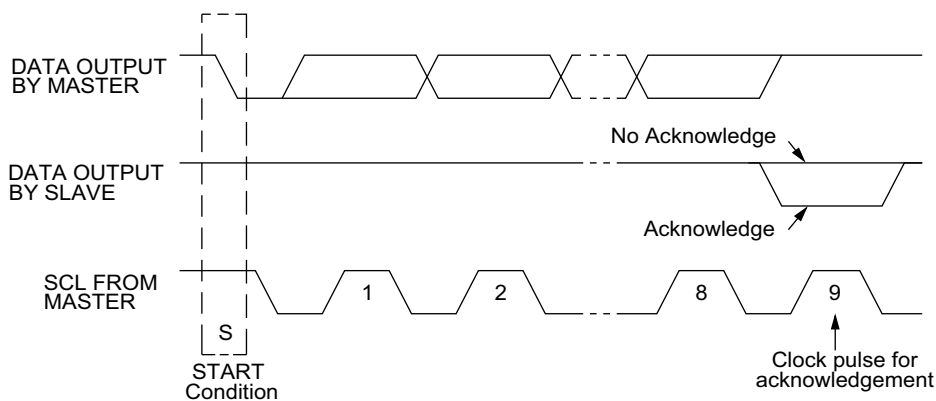 DATA OUTPUT
BY MASTER
No Acknowledge
DATA OUTPUT
BY SLAVE
Acknowledge
SCL FROM
MASTER
1
2
8
9
S
START
Condition
Clock pulse for
acknowledgement